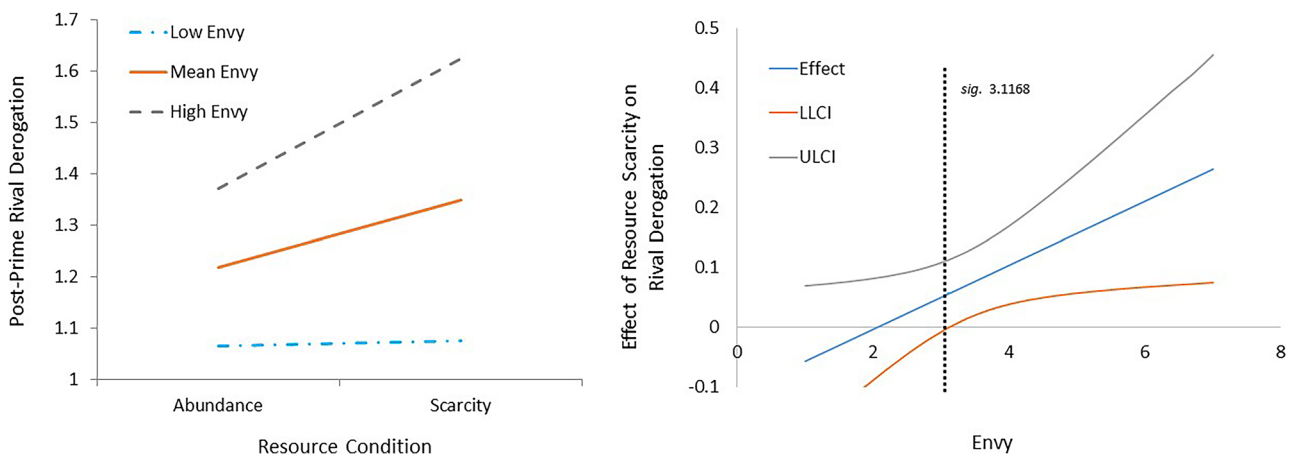 1.7
1.6
1.5
1.4
1.3
1.2
1.1
1
Post-Prime Rival Derogation
Low Envy
Mean Envy
High Envy
Abundance
Scarcity
Resource Condition
0.5
0.4
0.3
0.2
0.1
0
-0.1
Effect of Resource Scarcity on
Rival Derogation
Effect
LLCI
ULCI
sig. 3.1168
0
2
4
6
8
Envy